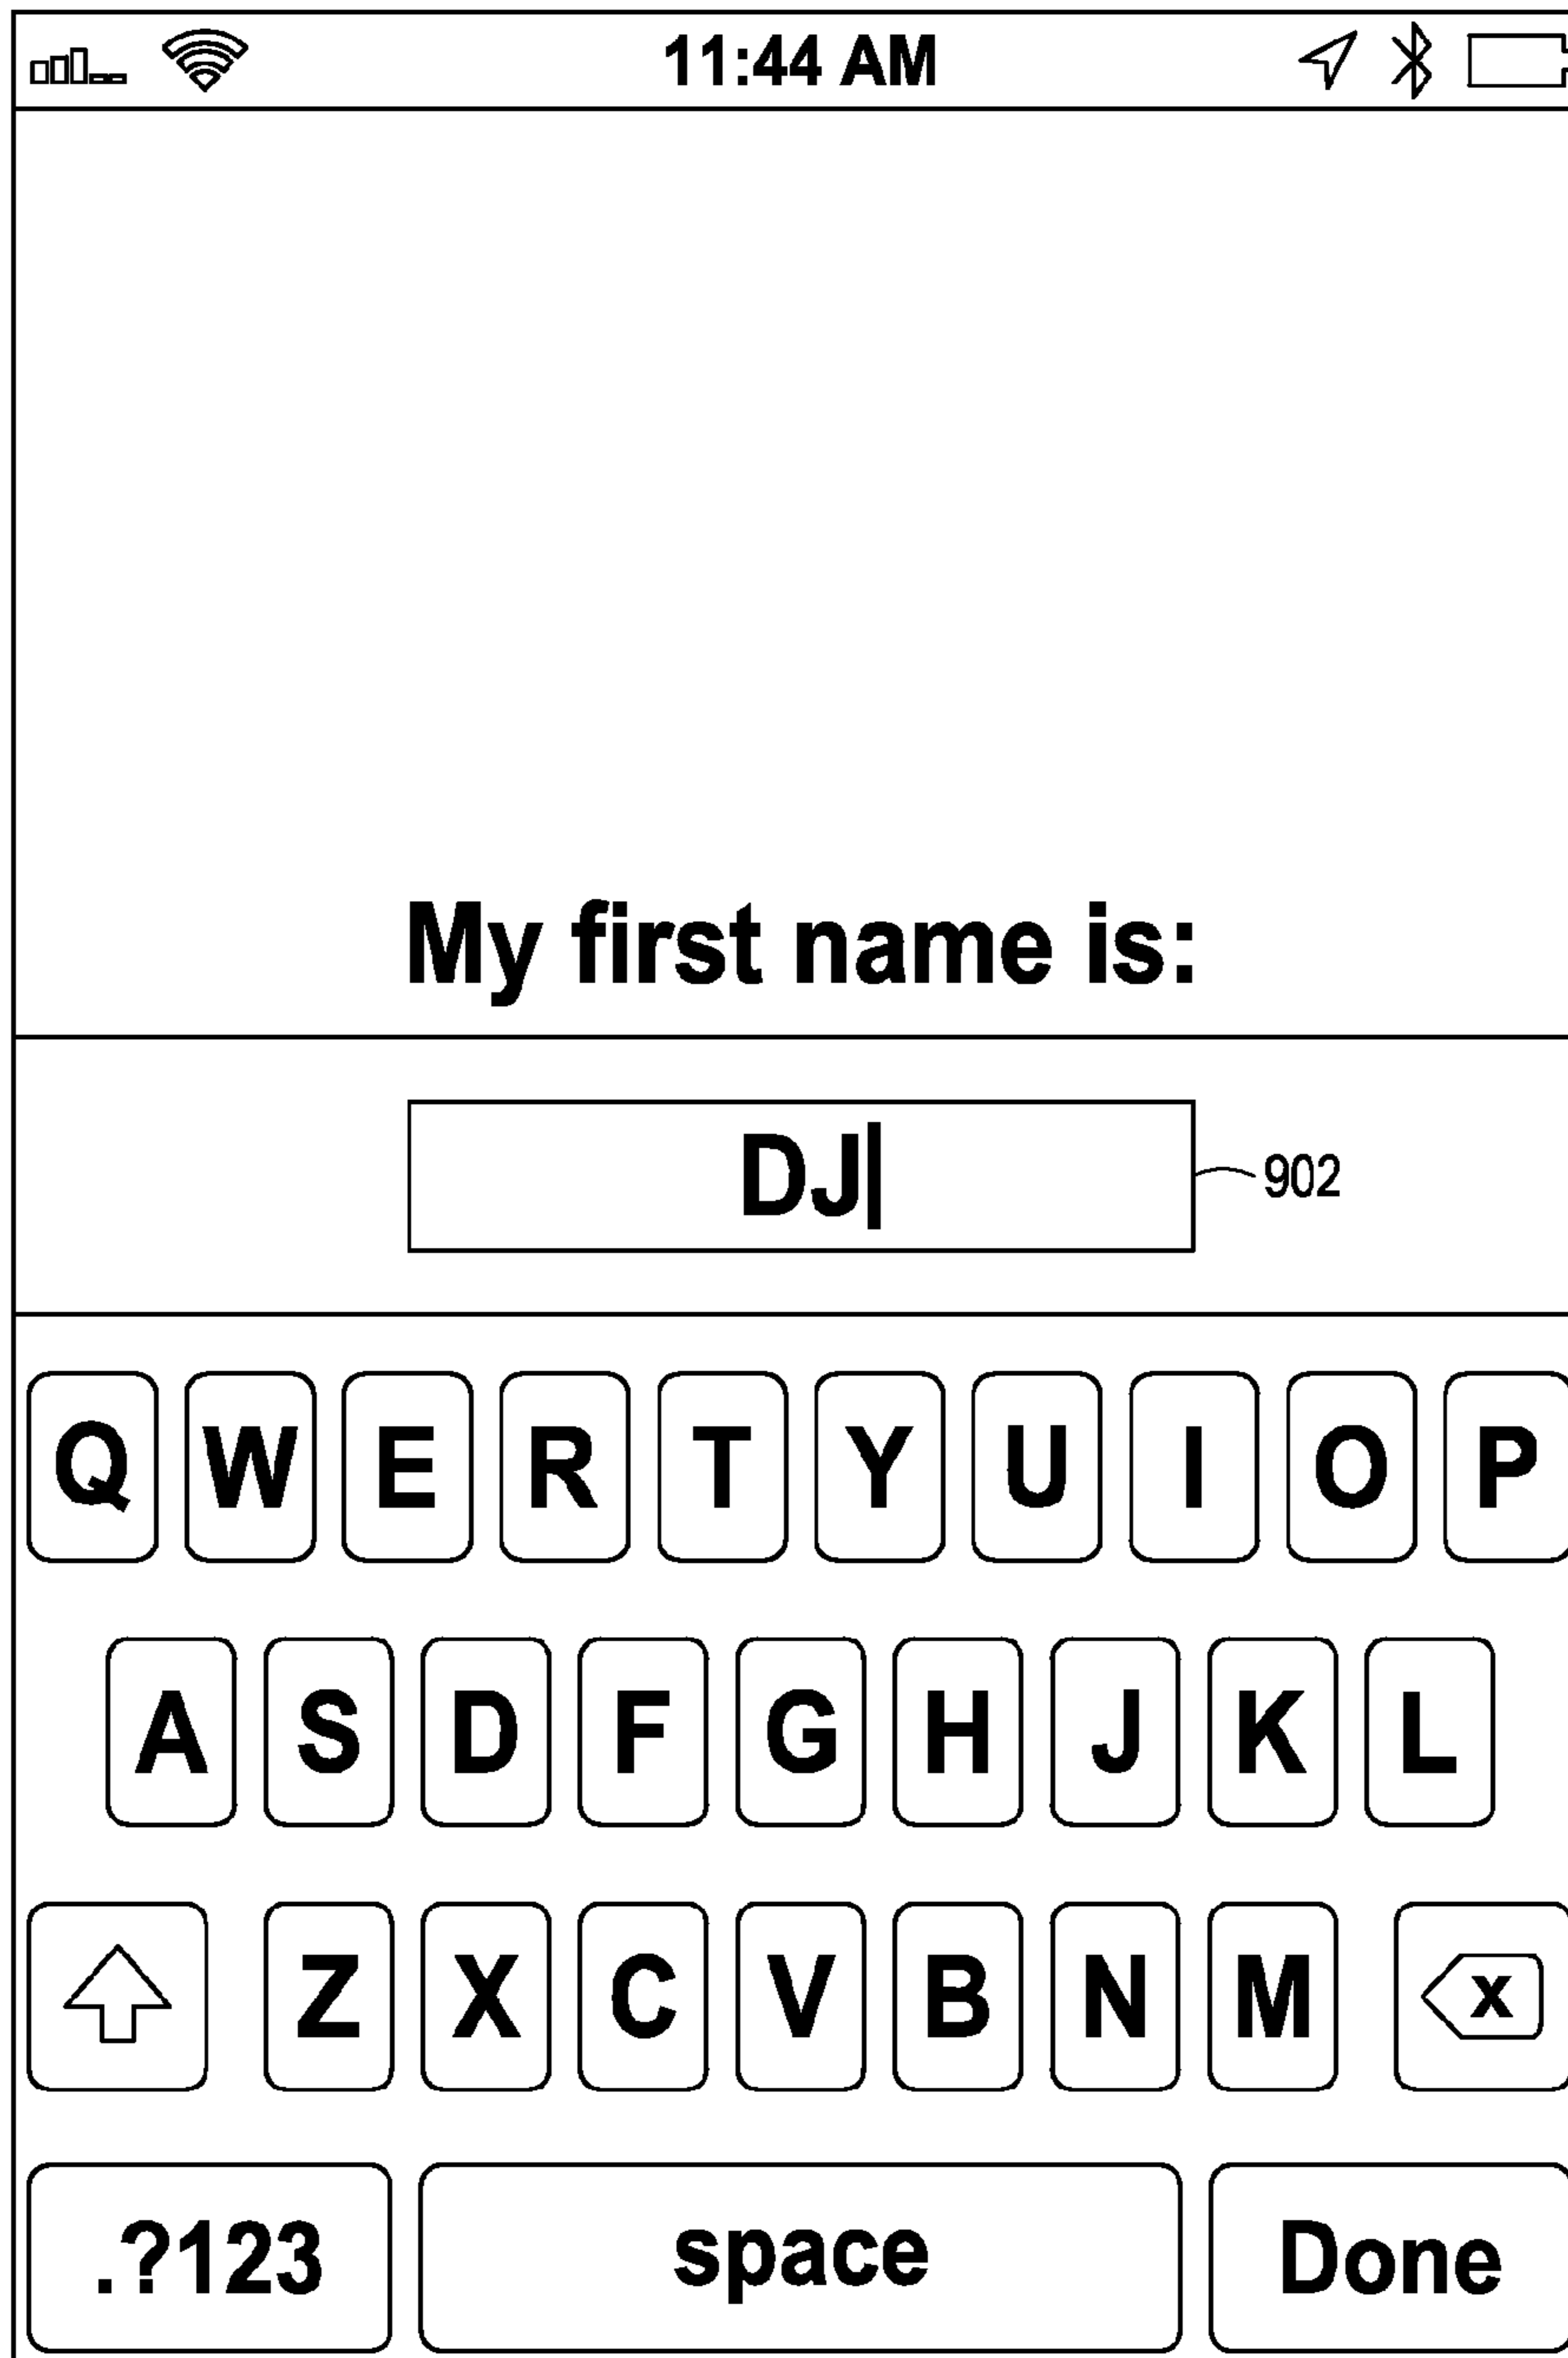 11:44 AM
My first name is:
DJ
902
Q W E R T Y U I O P
A S D F G H J K L
Z X C V B N M X
.?123 space Done